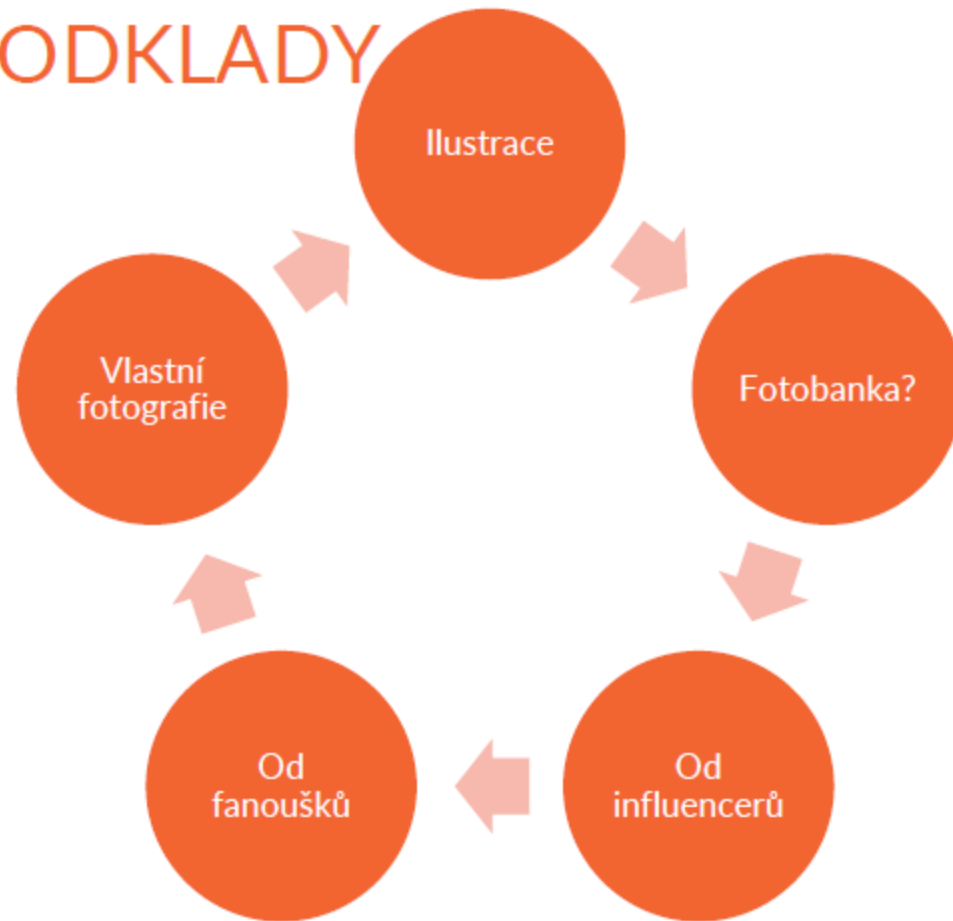 ODKLADY
Ilustrace
Fotobanka?
Od
influencerů
Od
fanoušků
Vlastní
fotografie